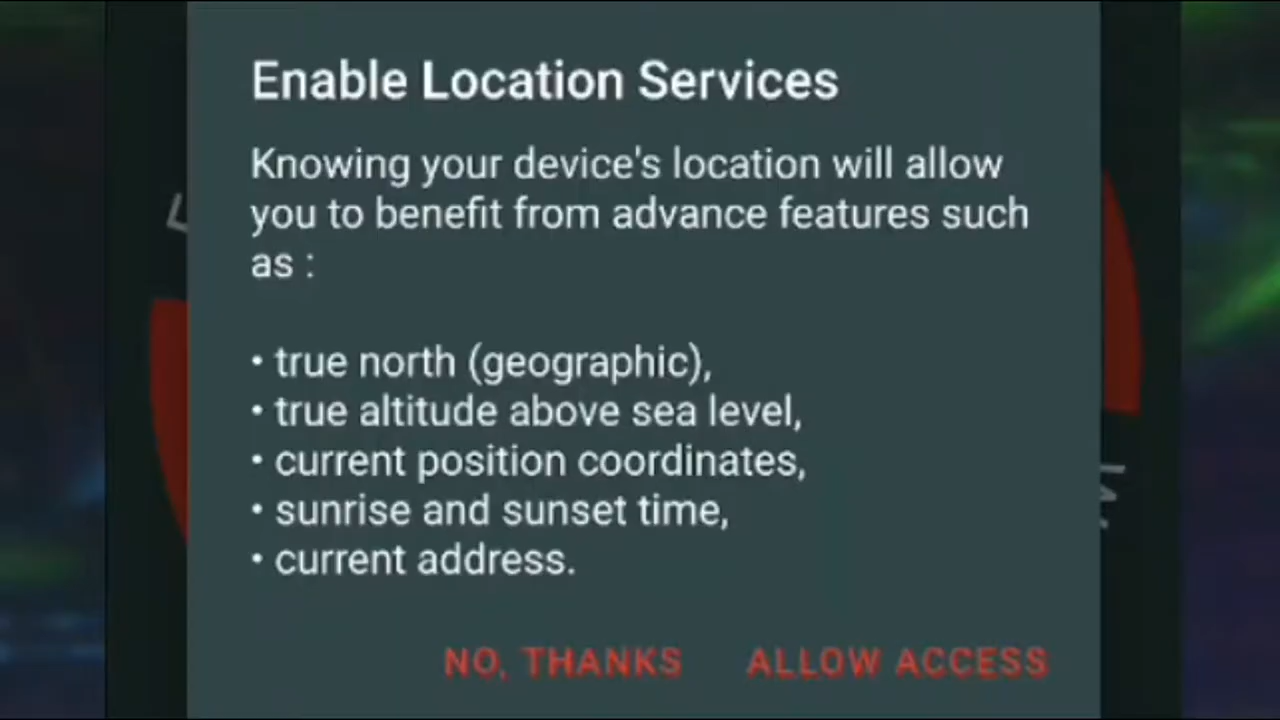 Enable Location Services
Knowing your device's location will allow
you to benefit from advance features such
as :
• true north (geographic),
• true altitude above sea level,
• current position coordinates,
• sunrise and sunset time,
• current address.
NO, THANKS ALLOW ACCESS